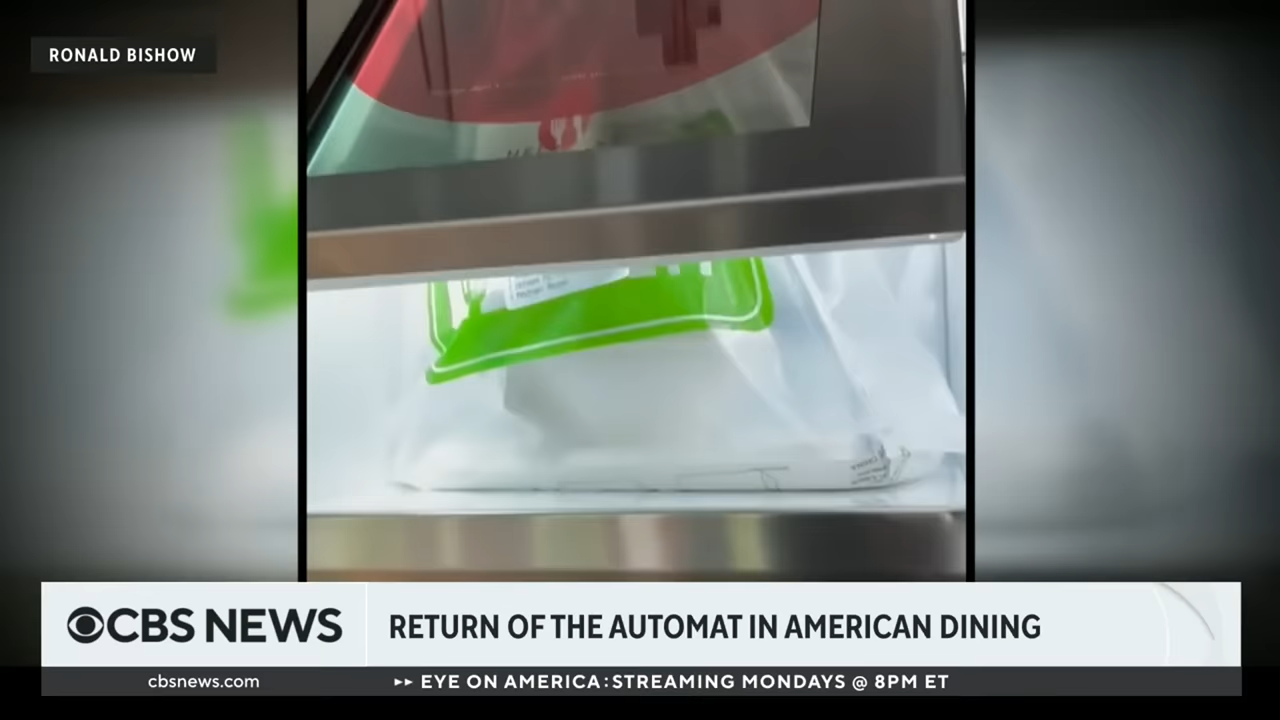 RONALD BISHOW
CBS NEWS
RETURN OF THE AUTOMAT IN AMERICAN DINING
cbsnews.com
EYE ON AMERICA: STREAMING MONDAYS @ 8PM ET